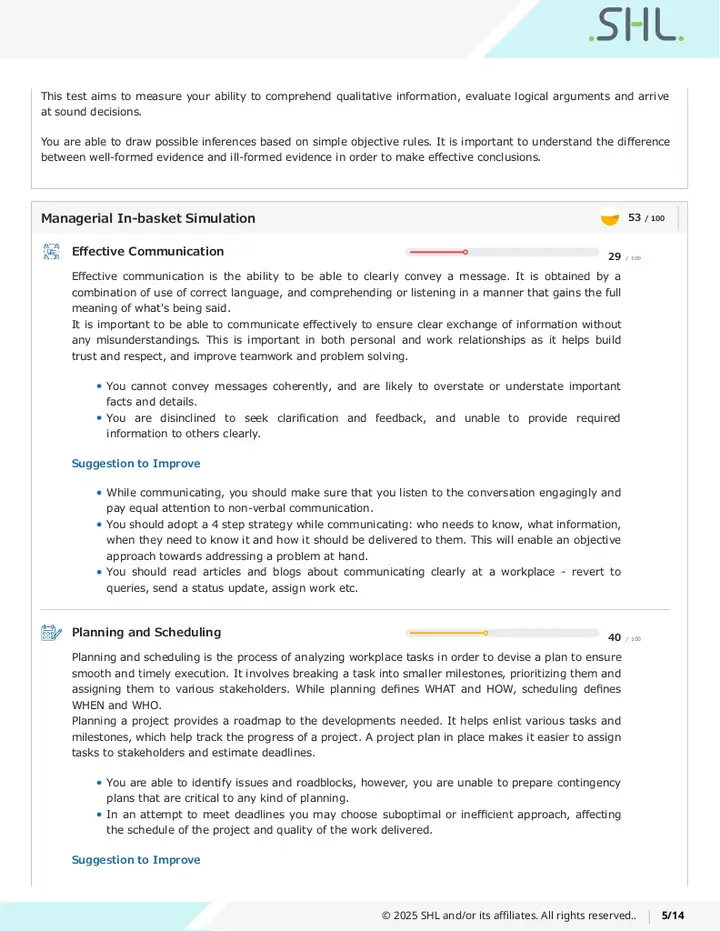 .SHL.
This test aims to measure your ability to comprehend qualitative information, evaluate logical arguments and arrive
at sound decisions.
You are able to draw possible inferences based on simple objective rules. It is important to understand the difference
between well-formed evidence and ill-formed evidence in order to make effective conclusions.
Managerial In-basket Simulation
53 / 100
Effective Communication
29 / 100
Effective communication is the ability to be able to clearly convey a message. It is obtained by a
combination of use of correct language, and comprehending or listening in a manner that gains the full
meaning of what's being said.
It is important to be able to communicate effectively to ensure clear exchange of information without
any misunderstandings. This is important in both personal and work relationships as it helps build
trust and respect, and improve teamwork and problem solving.
• You cannot convey messages coherently, and are likely to overstate or understate important
facts and details.
• You are disinclined to seek clarification and feedback, and unable to provide required
information to others clearly.
Suggestion to Improve
• While communicating, you should make sure that you listen to the conversation engagingly and
pay equal attention to non-verbal communication.
• You should adopt a 4 step strategy while communicating: who needs to know, what information,
when they need to know it and how it should be delivered to them. This will enable an objective
approach towards addressing a problem at hand.
• You should read articles and blogs about communicating clearly at a workplace - revert to
queries, send a status update, assign work etc.
Planning and Scheduling
40 / 100
Planning and scheduling is the process of analyzing workplace tasks in order to devise a plan to ensure
smooth and timely execution. It involves breaking a task into smaller milestones, prioritizing them and
assigning them to various stakeholders. While planning defines WHAT and HOW, scheduling defines
WHEN and WHO.
Planning a project provides a roadmap to the developments needed. It helps enlist various tasks and
milestones, which help track the progress of a project. A project plan in place makes it easier to assign
tasks to stakeholders and estimate deadlines.
• You are able to identify issues and roadblocks, however, you are unable to prepare contingency
plans that are critical to any kind of planning.
• In an attempt to meet deadlines you may choose suboptimal or inefficient approach, affecting
the schedule of the project and quality of the work delivered.
Suggestion to Improve
© 2025 SHL and/or its affiliates. All rights reserved..
5/14